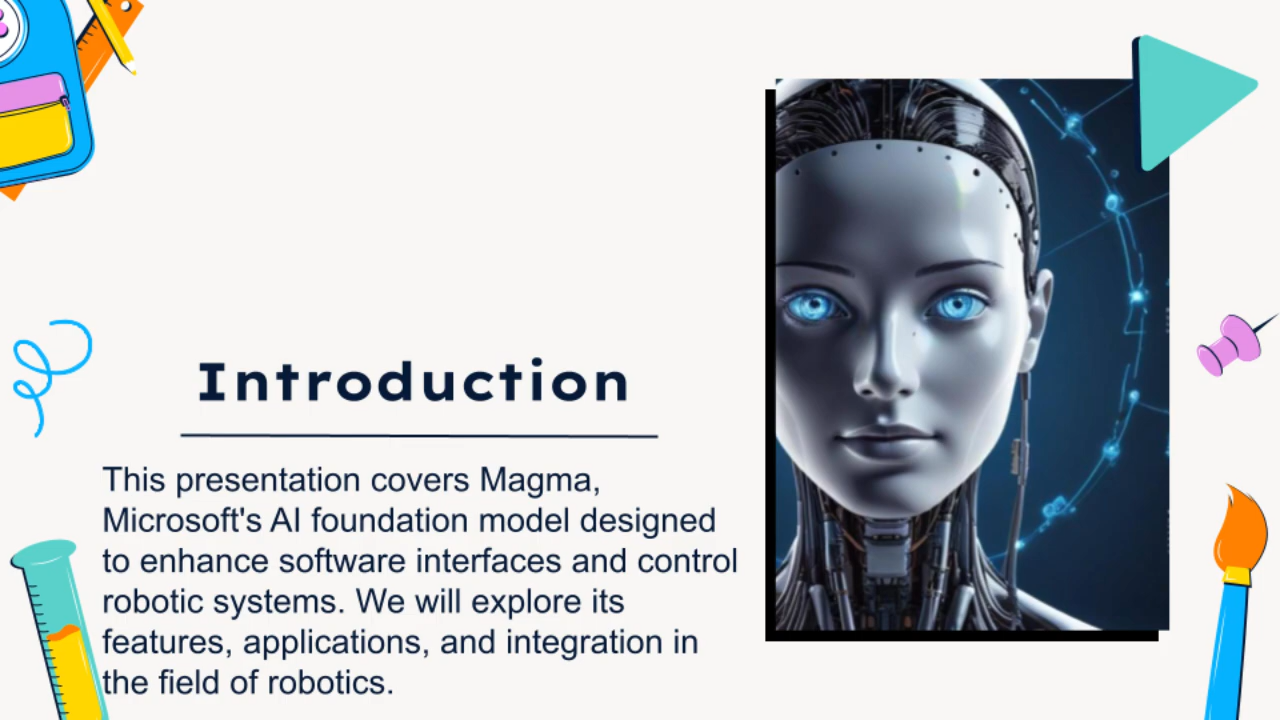 Introduction
This presentation covers Magma,
Microsoft's AI foundation model designed
to enhance software interfaces and control
robotic systems. We will explore its
features, applications, and integration in
the field of robotics.